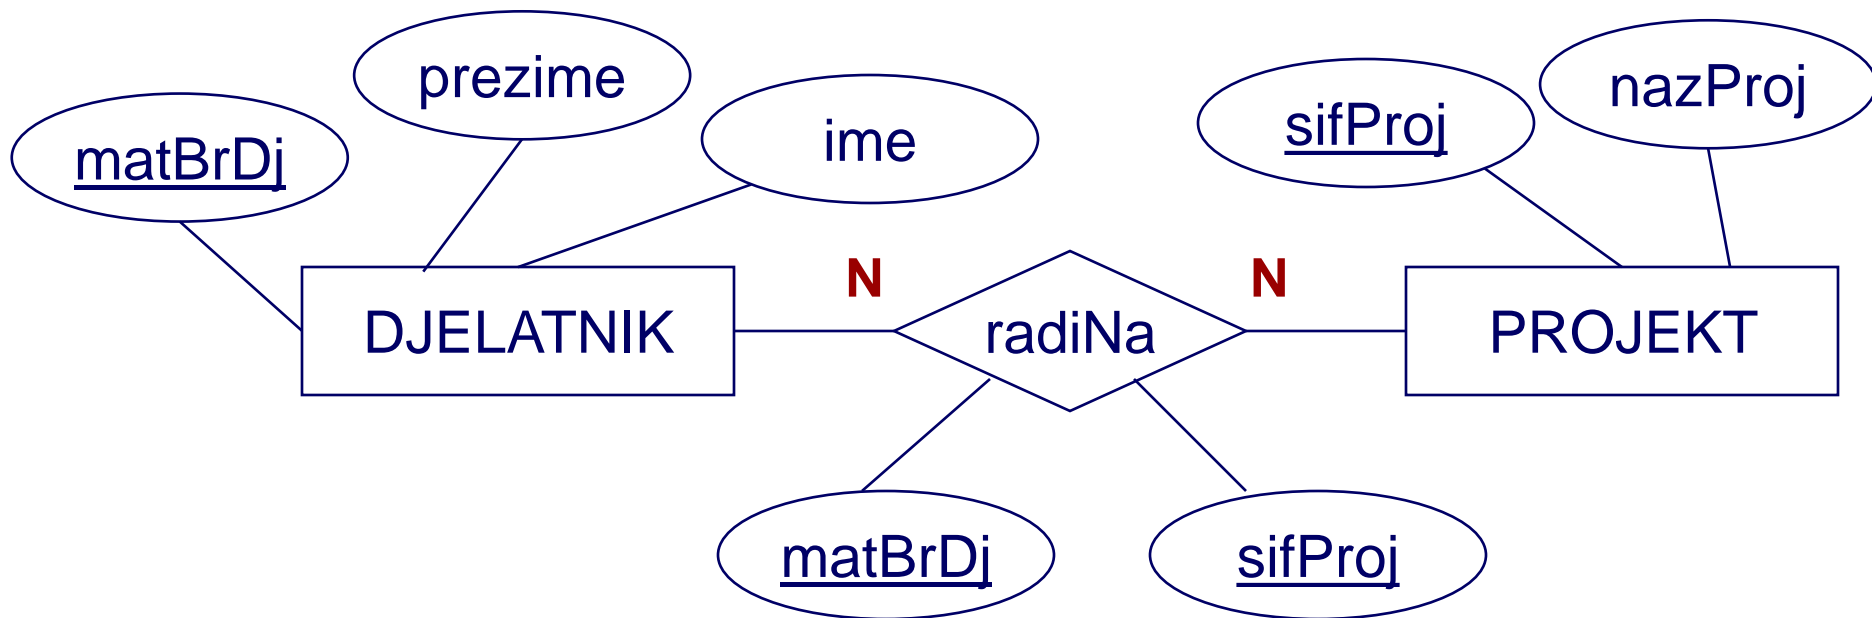 prezime
nazProj
matBrDj
ime
sifProj
N
N
DJELATNIK
radiNa
PROJEKT
matBrDj
sifProj